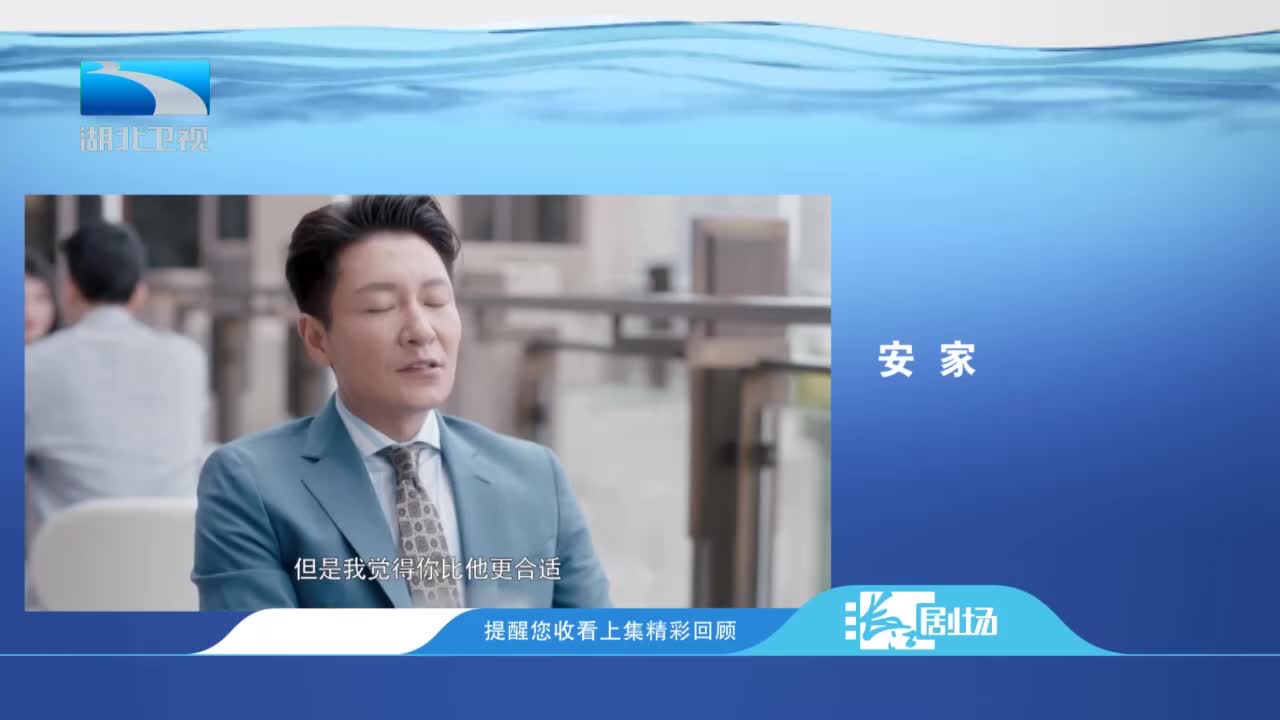 湖北卫视
安家
但是我觉得你比他更合适
提醒您收看上集精彩回顾
长江剧场